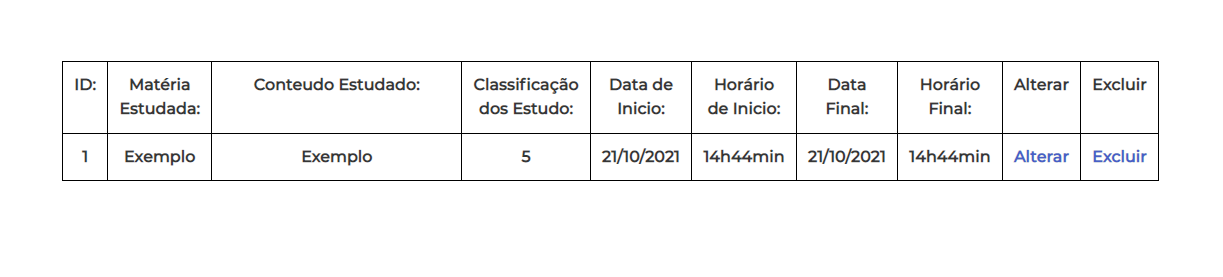 ID: Matéria Conteudo Estudado: Classificação Data de Horário Data Horário Alterar Excluir
Estudada: dos Estudo: Inicio: de Inicio: Final: Final:
1 Exemplo Exemplo 5 21/10/2021 14h44min 21/10/2021 14h44min Alterar Excluir